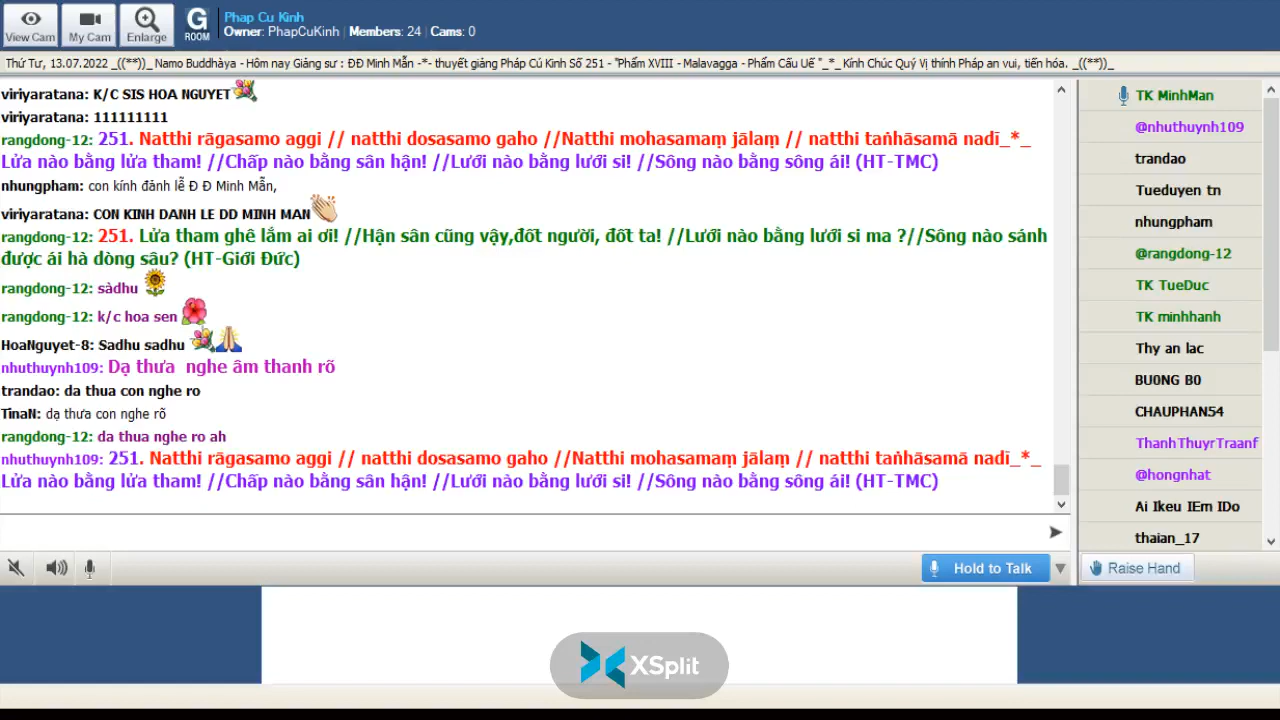 View Cam
My Cam
Enlarge
G
ROOM
Phap Cu Kinh
Owner: PhapCuKinh | Members: 24 | Cams: 0
Thứ Tư, 13.07.2022 _((**))_ Namo Buddhàya - Hôm nay Giảng sư : ĐĐ Minh Mẫn -*- thuyết giảng Pháp Cú Kinh Số 251 - "Phẩm XVIII - Malavagga - Phẩm Cấu Uế "_*_ Kính Chúc Quý Vị thính Pháp an vui, tiến hóa. _((**))_
viriyaratana: K/C SIS HOA NGUYET
viriyaratana: 111111111
rangdong-12: 251. Natthi rāgasamo aggi // natthi dosasamo gaho //Natthi mohasamaṃ jālaṃ // natthi taṅhāsamā nadī_*_
Lửa nào bằng lửa tham! //Chấp nào bằng sân hận! //Lưới nào bằng lưới si! //Sông nào bằng sông ái! (HT-TMC)
nhungpham: con kính đãnh lễ Đ Đ Minh Mẫn,
viriyaratana: CON KINH DANH LE DD MINH MAN
rangdong-12: 251. Lửa tham ghê lắm ai ơi! //Hận sân cũng vậy,đốt người, đốt ta! //Lưới nào bằng lưới si ma ?//Sông nào sánh
được ái hà dòng sâu? (HT-Giới Đức)
rangdong-12: sàdhu
rangdong-12: k/c hoa sen
HoaNguyet-8: Sadhu sadhu
nhuthuynh109: Dạ thưa  nghe âm thanh rõ
trandao: da thua con nghe ro
TinaN: dạ thưa con nghe rõ
rangdong-12: da thua nghe ro ah
nhuthuynh109: 251. Natthi rāgasamo aggi // natthi dosasamo gaho //Natthi mohasamaṃ jālaṃ // natthi taṅhāsamā nadī_*_
Lửa nào bằng lửa tham! //Chấp nào bằng sân hận! //Lưới nào bằng lưới si! //Sông nào bằng sông ái! (HT-TMC)
TK MinhMan
@nhuthuynh109
trandao
Tueduyen tn
nhungpham
@rangdong-12
TK TueDuc
TK minhhanh
Thy an lac
BU0NG B0
CHAUPHAN54
ThanhThuyrTraanf
@hongnhat
Ai Ikeu IEm IDo
thaian_17
Hold to Talk
Raise Hand
XSplit